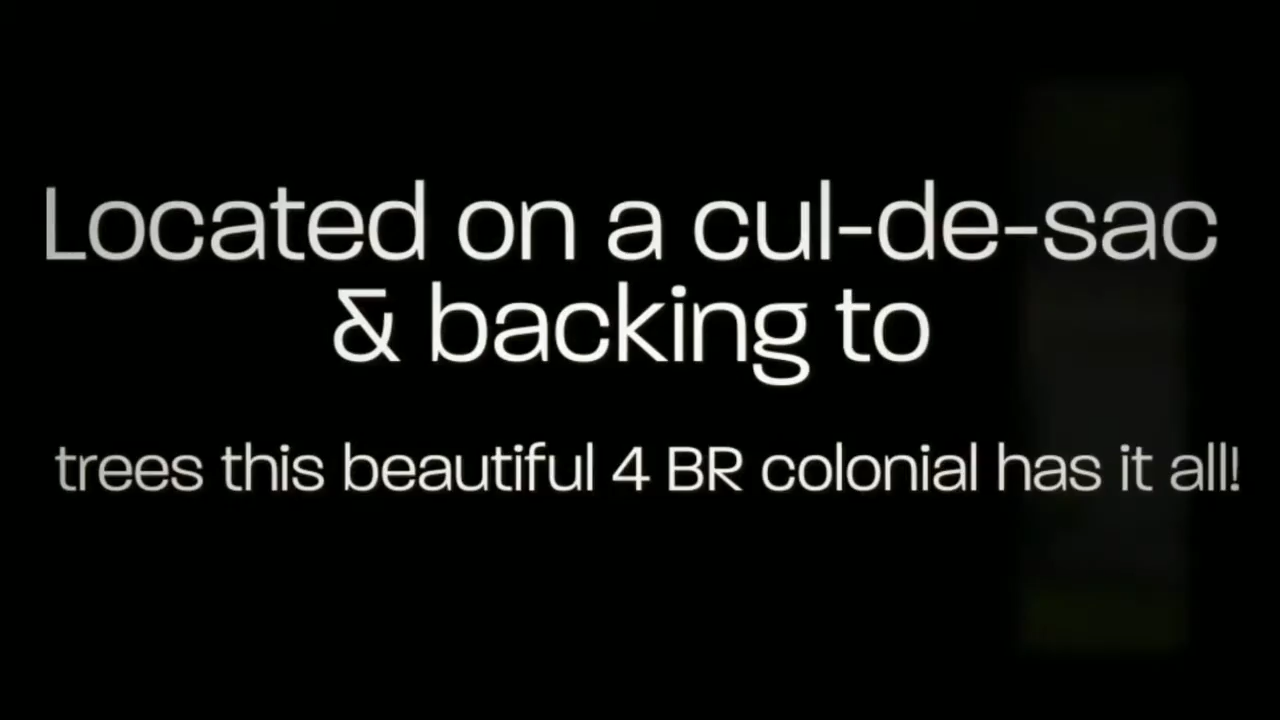 Located on a cul-de-sac
& backing to
trees this beautiful 4 BR colonial has it all!